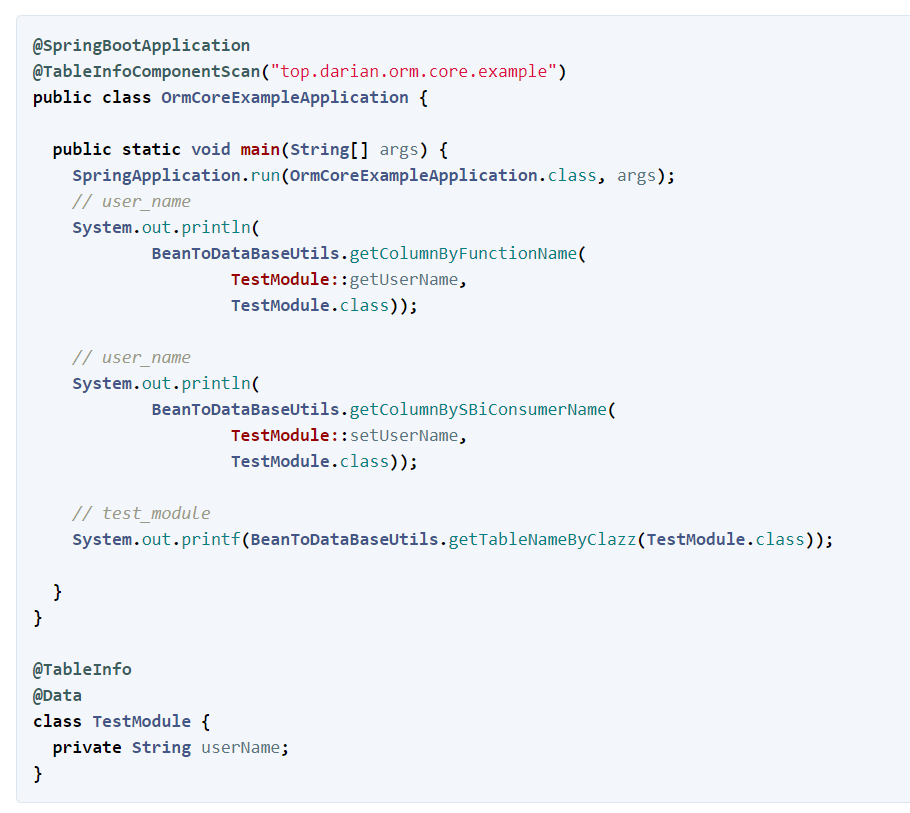 @SpringBootApplication
@TableInfoComponentScan("top.darian.orm.core.example")
public class OrmCoreExampleApplication {
public static void main(String[] args) {
SpringApplication.run(OrmCoreExampleApplication.class, args);
// user_name
System.out.println(
BeanToDataBaseUtils.getColumnByFunctionName(
TestModule::getUserName,
TestModule.class));
// user_name
System.out.println(
BeanToDataBaseUtils.getColumnBySBiConsumerName(
TestModule::setUserName,
TestModule.class));
// test_module
System.out.printf(BeanToDataBaseUtils.getTableNameByClazz(TestModule.class));
}
}
@TableInfo
@Data
class TestModule {
private String userName;
}